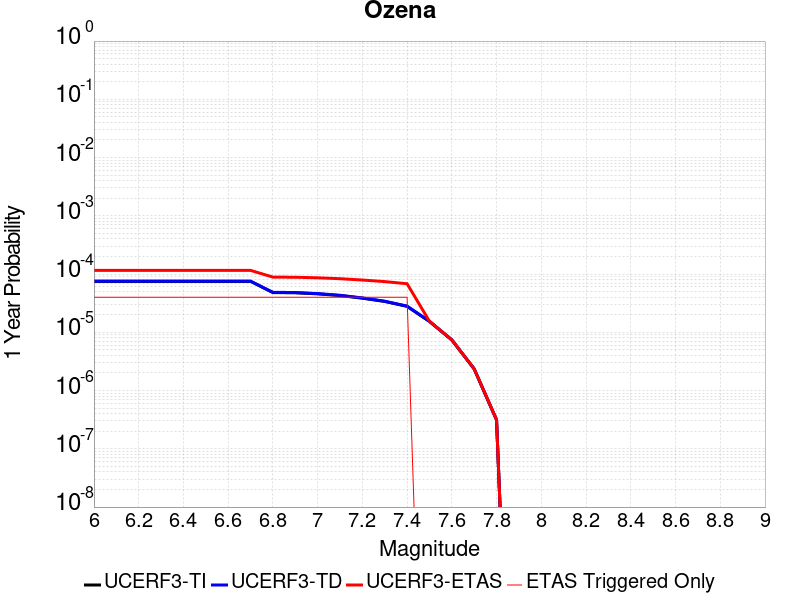 Ozena
10^0
10^-1
10^-2
10^-3
10^-4
10^-5
10^-6
10^-7
10^-8
1 Year Probability
6 6.2 6.4 6.6 6.8 7 7.2 7.4 7.6 7.8 8 8.2 8.4 8.6 8.8 9
Magnitude
UCERF3-TI UCERF3-TD UCERF3-ETAS ETAS Triggered Only